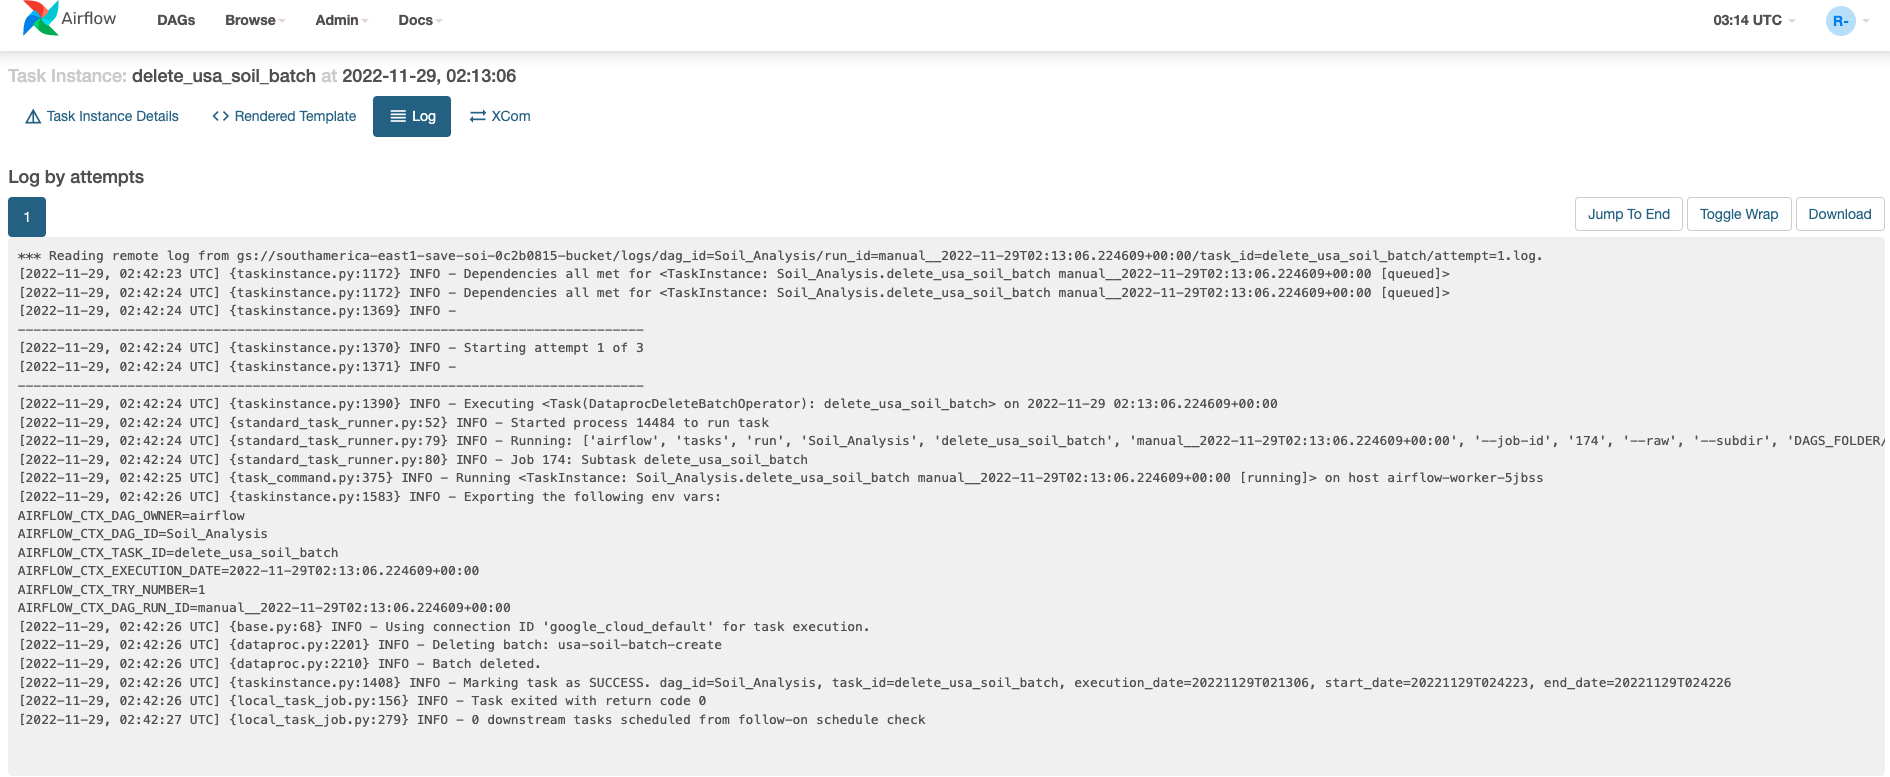 Airflow DAGs Browse Admin Docs 03:14 UTC R-
Task Instance: delete_usa_soil_batch at 2022-11-29, 02:13:06
Task Instance Details Rendered Template Log XCom
Log by attempts
1 Jump To End Toggle Wrap Download
*** Reading remote log from gs://southamerica-east1-save-soi-0c2b0815-bucket/logs/dag_id=Soil_Analysis/run_id=manual__2022-11-29T02:13:06.224609+00:00/task_id=delete_usa_soil_batch/attempt=1.log.
[2022-11-29, 02:42:23 UTC] {taskinstance.py:1172} INFO - Dependencies all met for <TaskInstance: Soil_Analysis.delete_usa_soil_batch manual__2022-11-29T02:13:06.224609+00:00 [queued]>
[2022-11-29, 02:42:24 UTC] {taskinstance.py:1172} INFO - Dependencies all met for <TaskInstance: Soil_Analysis.delete_usa_soil_batch manual__2022-11-29T02:13:06.224609+00:00 [queued]>
[2022-11-29, 02:42:24 UTC] {taskinstance.py:1369} INFO -
--------------------------------------------------------------------------------
[2022-11-29, 02:42:24 UTC] {taskinstance.py:1370} INFO - Starting attempt 1 of 3
[2022-11-29, 02:42:24 UTC] {taskinstance.py:1371} INFO -
--------------------------------------------------------------------------------
[2022-11-29, 02:42:24 UTC] {taskinstance.py:1390} INFO - Executing <Task(DataprocDeleteBatchOperator): delete_usa_soil_batch> on 2022-11-29 02:13:06.224609+00:00
[2022-11-29, 02:42:24 UTC] {standard_task_runner.py:52} INFO - Started process 14484 to run task
[2022-11-29, 02:42:24 UTC] {standard_task_runner.py:79} INFO - Running: ['airflow', 'tasks', 'run', 'Soil_Analysis', 'delete_usa_soil_batch', 'manual__2022-11-29T02:13:06.224609+00:00', '--job-id', '174', '--raw', '--subdir', 'DAGS_FOLDER/
[2022-11-29, 02:42:24 UTC] {standard_task_runner.py:80} INFO - Job 174: Subtask delete_usa_soil_batch
[2022-11-29, 02:42:25 UTC] {task_command.py:375} INFO - Running <TaskInstance: Soil_Analysis.delete_usa_soil_batch manual__2022-11-29T02:13:06.224609+00:00 [running]> on host airflow-worker-5jbss
[2022-11-29, 02:42:26 UTC] {taskinstance.py:1583} INFO - Exporting the following env vars:
AIRFLOW_CTX_DAG_OWNER=airflow
AIRFLOW_CTX_DAG_ID=Soil_Analysis
AIRFLOW_CTX_TASK_ID=delete_usa_soil_batch
AIRFLOW_CTX_EXECUTION_DATE=2022-11-29T02:13:06.224609+00:00
AIRFLOW_CTX_TRY_NUMBER=1
AIRFLOW_CTX_DAG_RUN_ID=manual__2022-11-29T02:13:06.224609+00:00
[2022-11-29, 02:42:26 UTC] {base.py:68} INFO - Using connection ID 'google_cloud_default' for task execution.
[2022-11-29, 02:42:26 UTC] {dataproc.py:2201} INFO - Deleting batch: usa-soil-batch-create
[2022-11-29, 02:42:26 UTC] {dataproc.py:2210} INFO - Batch deleted.
[2022-11-29, 02:42:26 UTC] {taskinstance.py:1408} INFO - Marking task as SUCCESS. dag_id=Soil_Analysis, task_id=delete_usa_soil_batch, execution_date=20221129T021306, start_date=20221129T024223, end_date=20221129T024226
[2022-11-29, 02:42:26 UTC] {local_task_job.py:156} INFO - Task exited with return code 0
[2022-11-29, 02:42:27 UTC] {local_task_job.py:279} INFO - 0 downstream tasks scheduled from follow-on schedule check